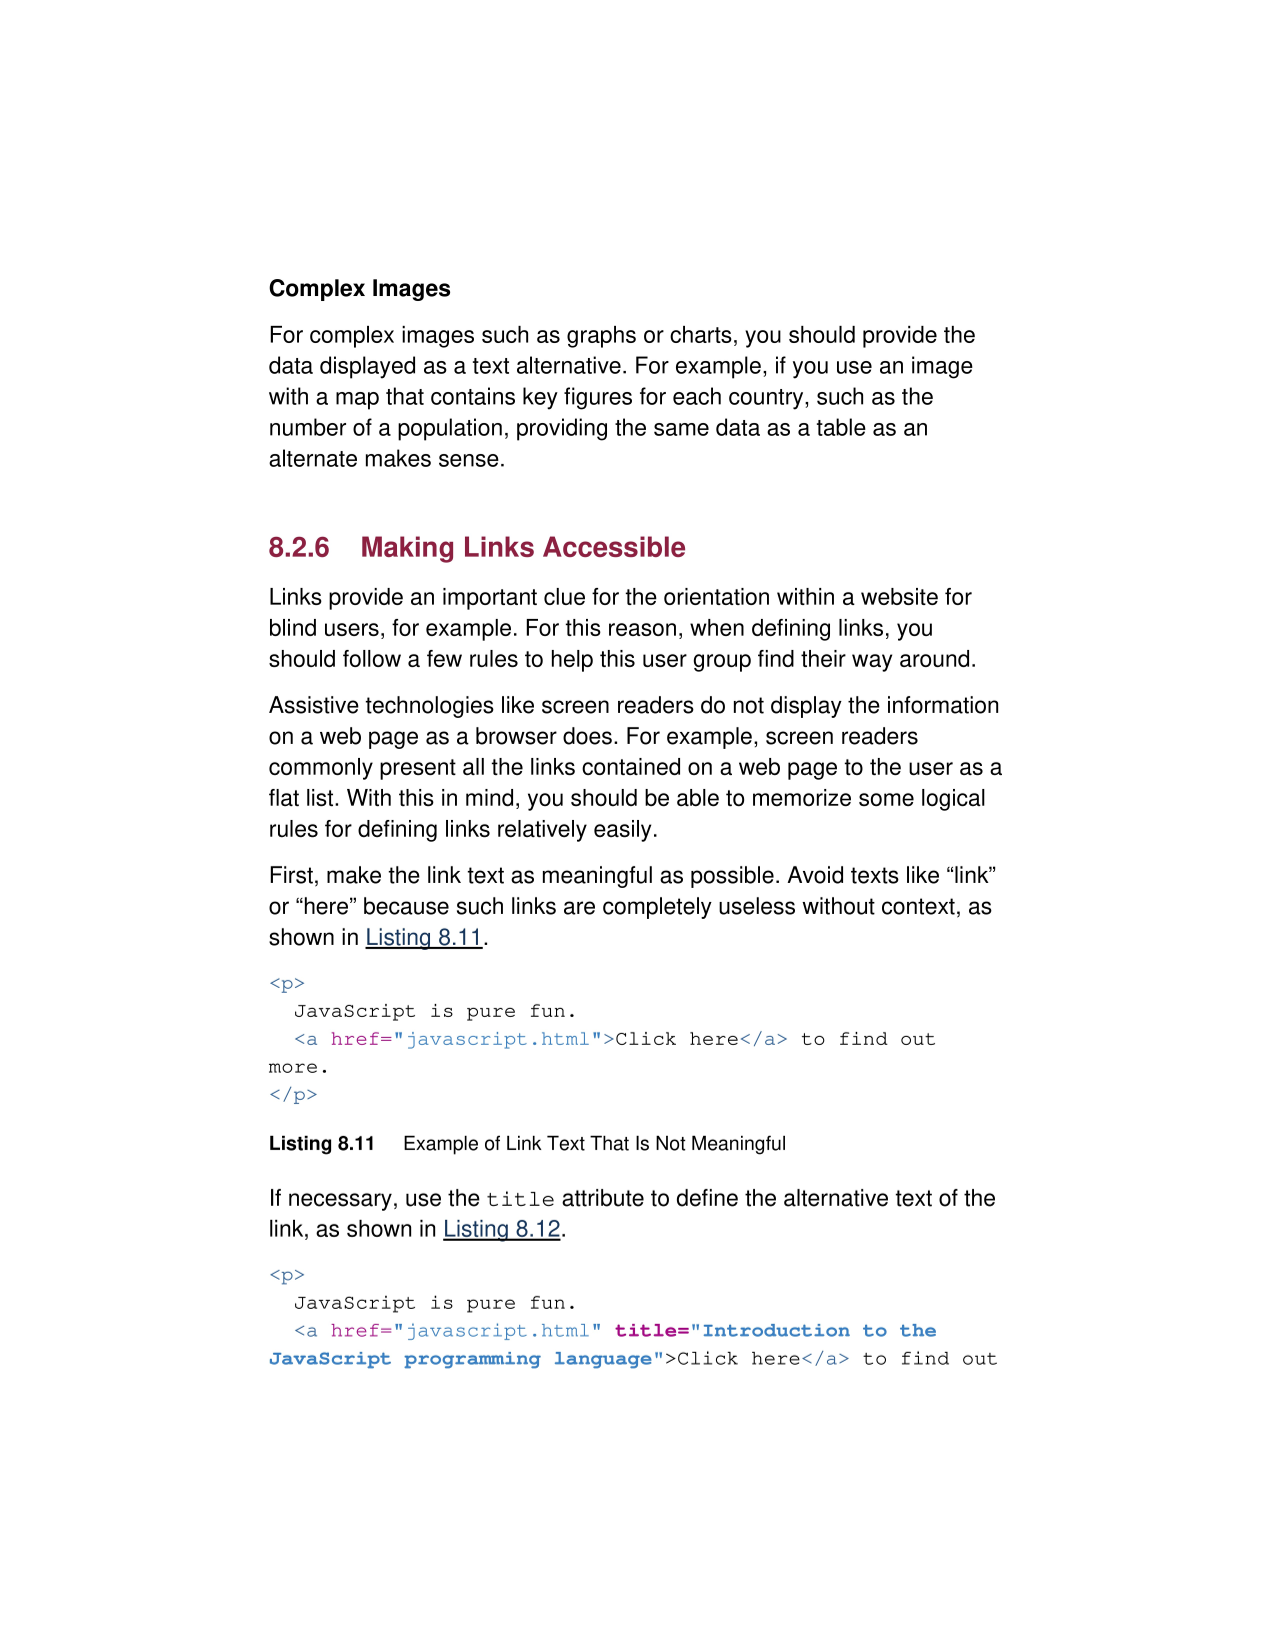 Complex Images
For complex images such as graphs or charts, you should provide the
data displayed as a text alternative. For example, if you use an image
with a map that contains key figures for each country, such as the
number of a population, providing the same data as a table as an
alternate makes sense.
8.2.6 Making Links Accessible
Links provide an important clue for the orientation within a website for
blind users, for example. For this reason, when defining links, you
should follow a few rules to help this user group find their way around.
Assistive technologies like screen readers do not display the information
on a web page as a browser does. For example, screen readers
commonly present all the links contained on a web page to the user as a
flat list. With this in mind, you should be able to memorize some logical
rules for defining links relatively easily.
First, make the link text as meaningful as possible. Avoid texts like “link”
or “here” because such links are completely useless without context, as
shown in Listing 8.11.
<p>
  JavaScript is pure fun.
  <a href="javascript.html">Click here</a> to find out
more.
</p>
Listing 8.11 Example of Link Text That Is Not Meaningful
If necessary, use the title attribute to define the alternative text of the
link, as shown in Listing 8.12.
<p>
  JavaScript is pure fun.
  <a href="javascript.html" title="Introduction to the
JavaScript programming language">Click here</a> to find out